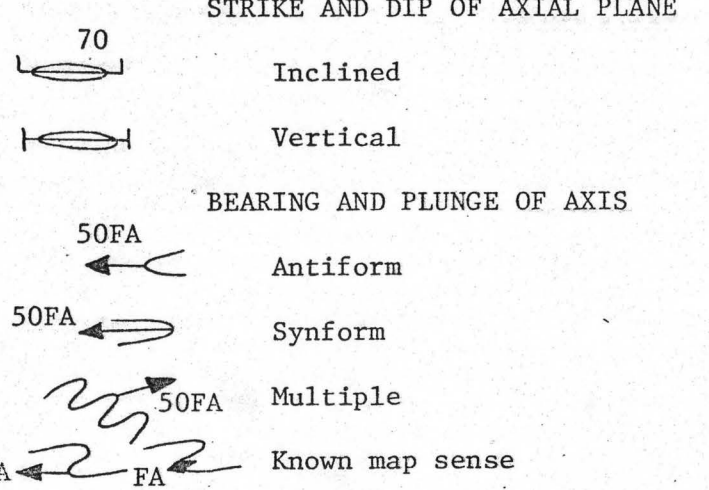 STRIKE AND DIP OF AXIAL PLANE
70
Inclined
Vertical
BEARING AND PLUNGE OF AXIS
50FA
Antiform
50FA
Synform
50FA
Multiple
A FA
Known map sense